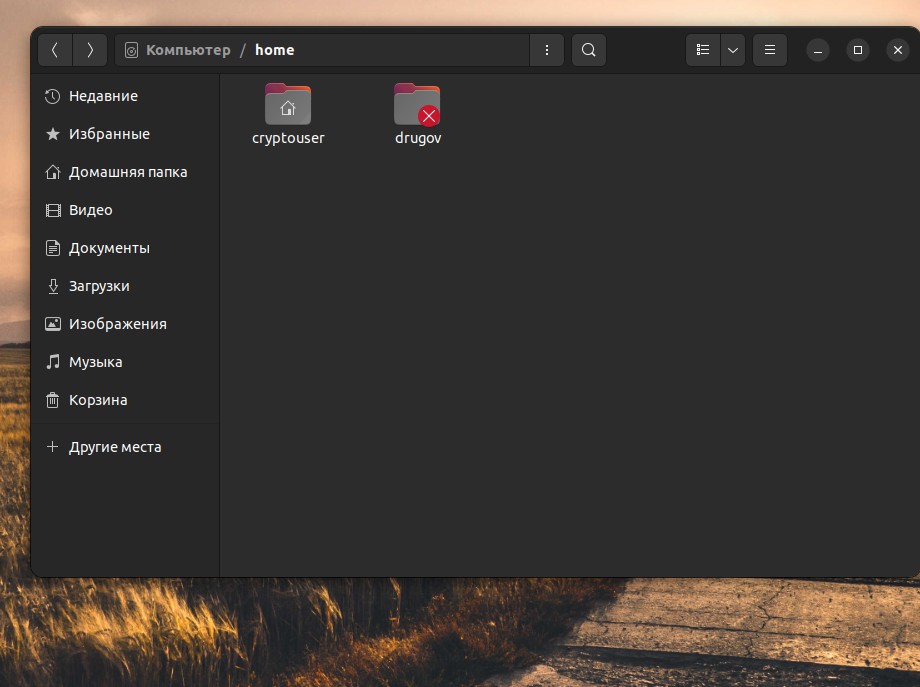 Компьютер / home
Недавние
Избранные
Домашняя папка
Видео
Документы
Загрузки
Изображения
Музыка
Корзина
Другие места
cryptouser
drugov